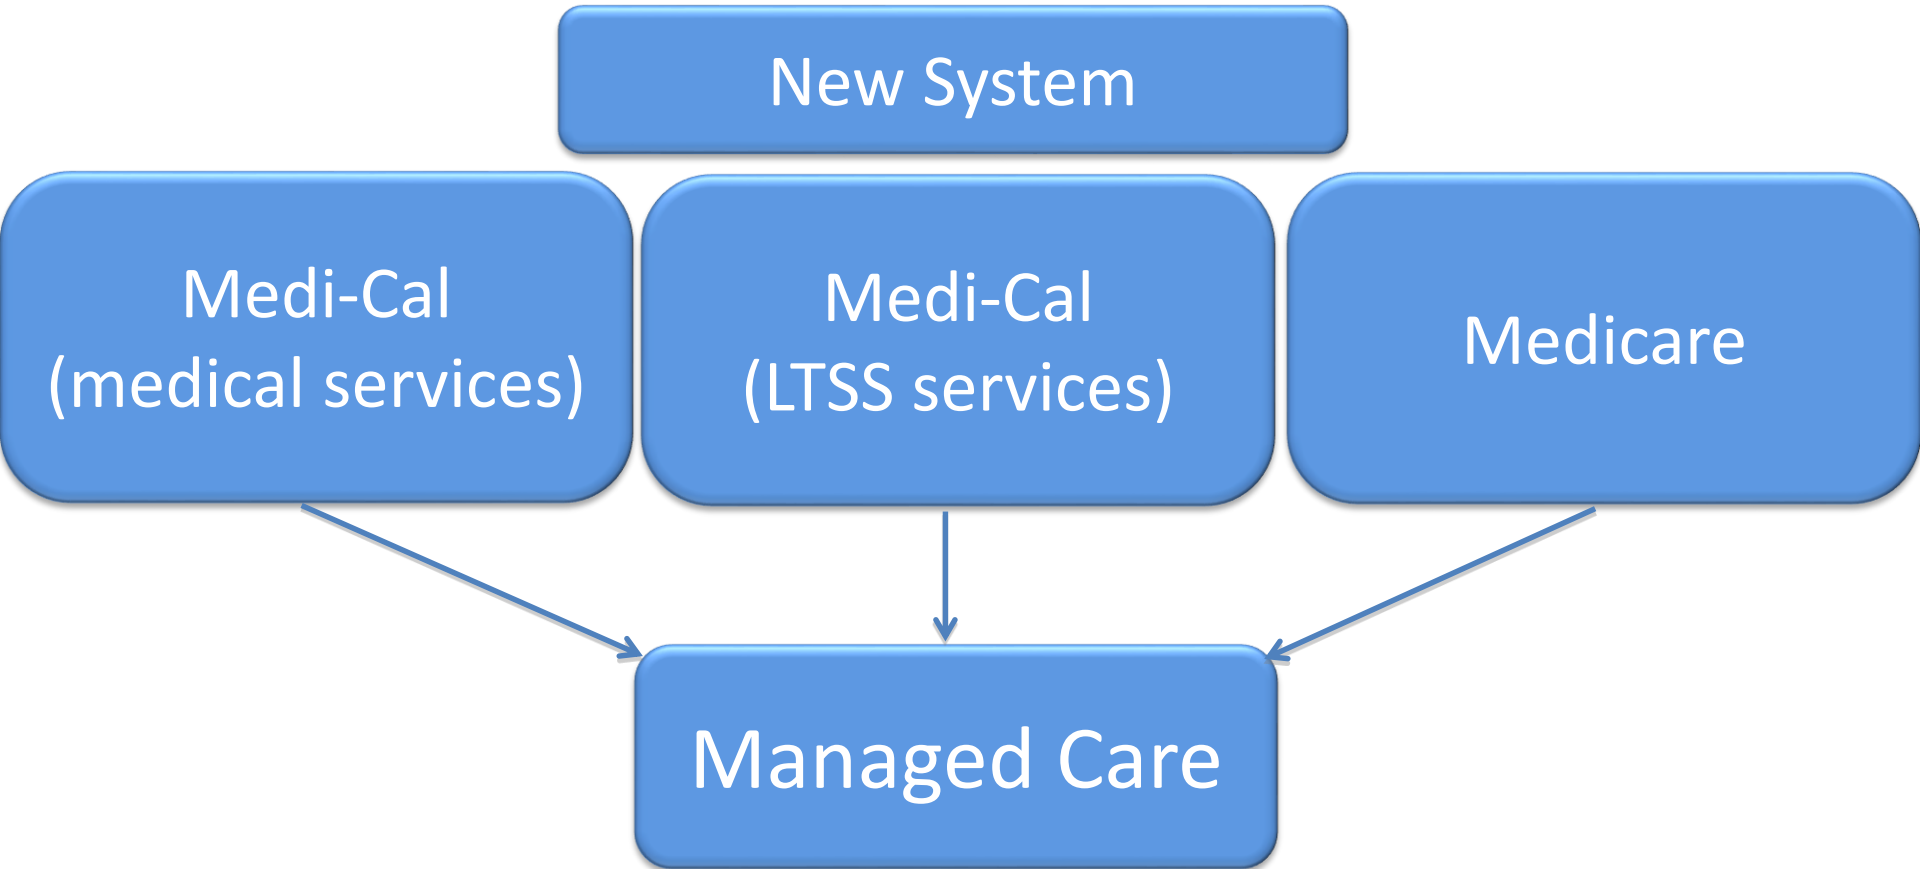 New System
Medi-Cal
(medical services)
Medi-Cal
(LTSS services)
Medicare
Managed Care